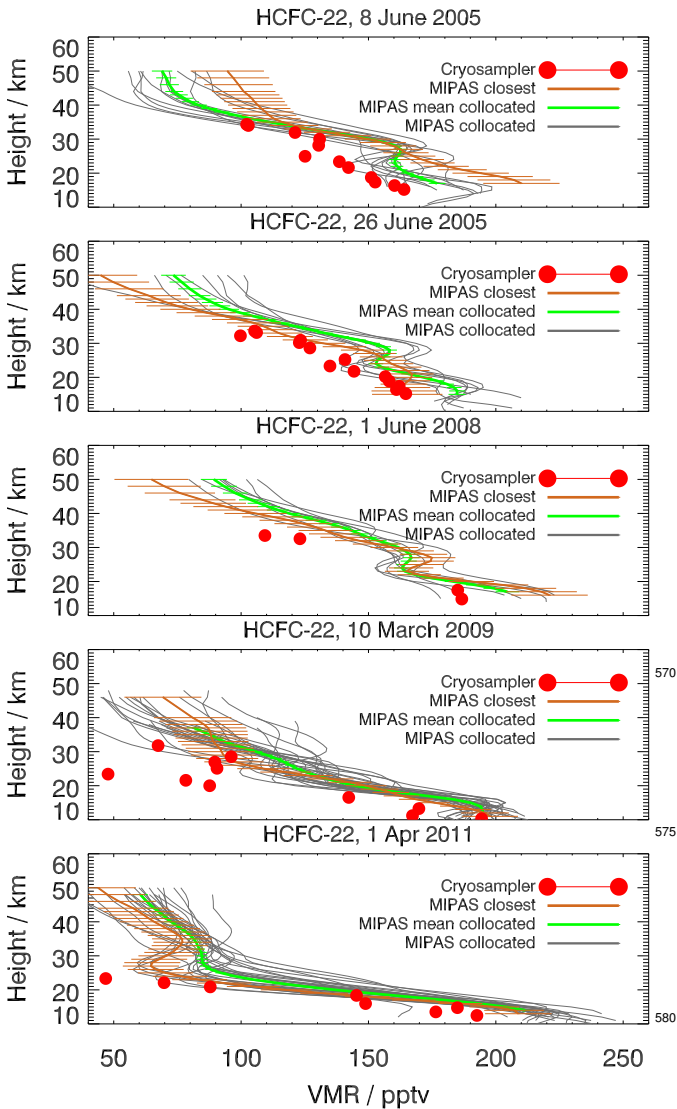 HCFC-22, 8 June 2005
60
50
40
30
20
10
Height / km
Cryosampler
MIPAS closest
MIPAS mean collocated
MIPAS collocated
HCFC-22, 26 June 2005
60
50
40
30
20
10
Height / km
Cryosampler
MIPAS closest
MIPAS mean collocated
MIPAS collocated
HCFC-22, 1 June 2008
60
50
40
30
20
10
Height / km
Cryosampler
MIPAS closest
MIPAS mean collocated
MIPAS collocated
HCFC-22, 10 March 2009
60
50
40
30
20
10
Height / km
Cryosampler
MIPAS closest
MIPAS mean collocated
MIPAS collocated
570
575
HCFC-22, 1 Apr 2011
60
50
40
30
20
10
Height / km
Cryosampler
MIPAS closest
MIPAS mean collocated
MIPAS collocated
580
50 100 150 200 250
VMR / pptv